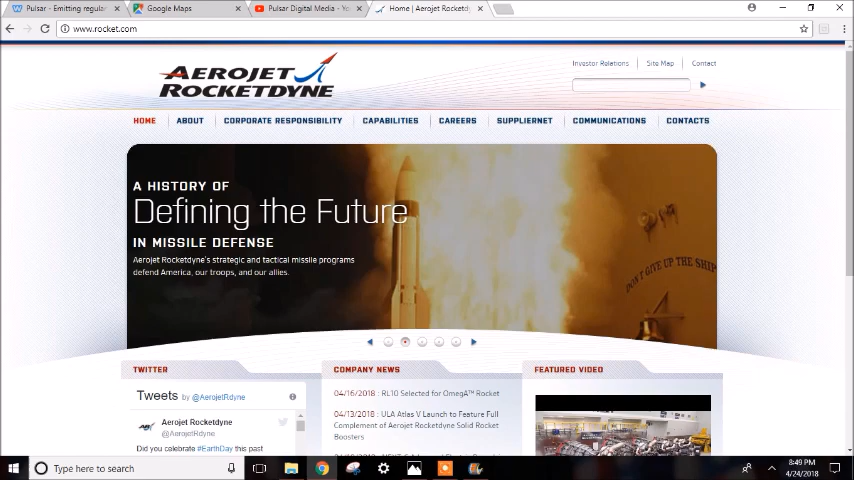 Pulsar - Emitting regular
Google Maps
Pulsar Digital Media - Yo
Home | Aerojet Rocketdy
www.rocket.com
AEROJET
ROCKETDYNE
Investor Relations
Site Map
Contact
HOME
ABOUT
CORPORATE RESPONSIBILITY
CAPABILITIES
CAREERS
SUPPLIERNET
COMMUNICATIONS
CONTACTS
A HISTORY OF
Defining the Future
IN MISSILE DEFENSE
Aerojet Rocketdyne's strategic and tactical missile programs
defend America, our troops, and our allies.
DON'T GIVE UP THE SHIP
TWITTER
Tweets by @AerojetRdyne
Aerojet Rocketdyne
@AerojetRdyne
Did you celebrate #EarthDay this past
COMPANY NEWS
04/16/2018 : RL10 Selected for OmegA™ Rocket
04/13/2018 : ULA Atlas V Launch to Feature Full
Complement of Aerojet Rocketdyne Solid Rocket
Boosters
FEATURED VIDEO
Type here to search
8:49 PM
4/24/2018